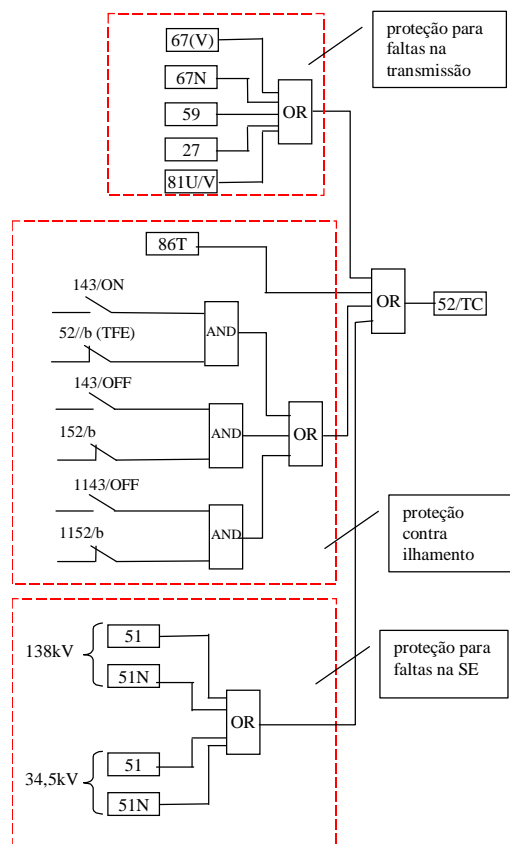 67(V)
67N
59
27
81U/V
OR
proteção para
faltas na
transmissão
86T
143/ON
52//b (TFE)
AND
143/OFF
152/b
AND
1143/OFF
1152/b
AND
OR
OR
52/TC
proteção
contra
ilhamento
138kV
51
51N
34,5kV
51
51N
OR
proteção para
faltas na SE